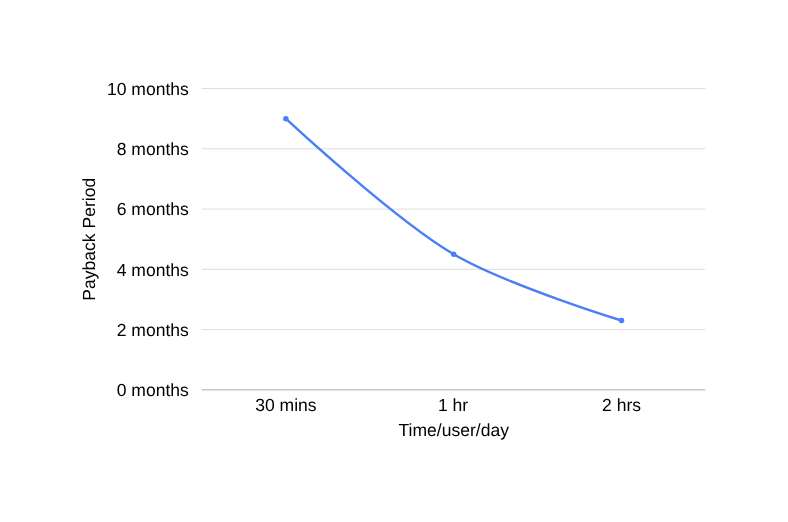 10 months
8 months
6 months
4 months
2 months
0 months
Payback Period
30 mins 1 hr 2 hrs
Time/user/day